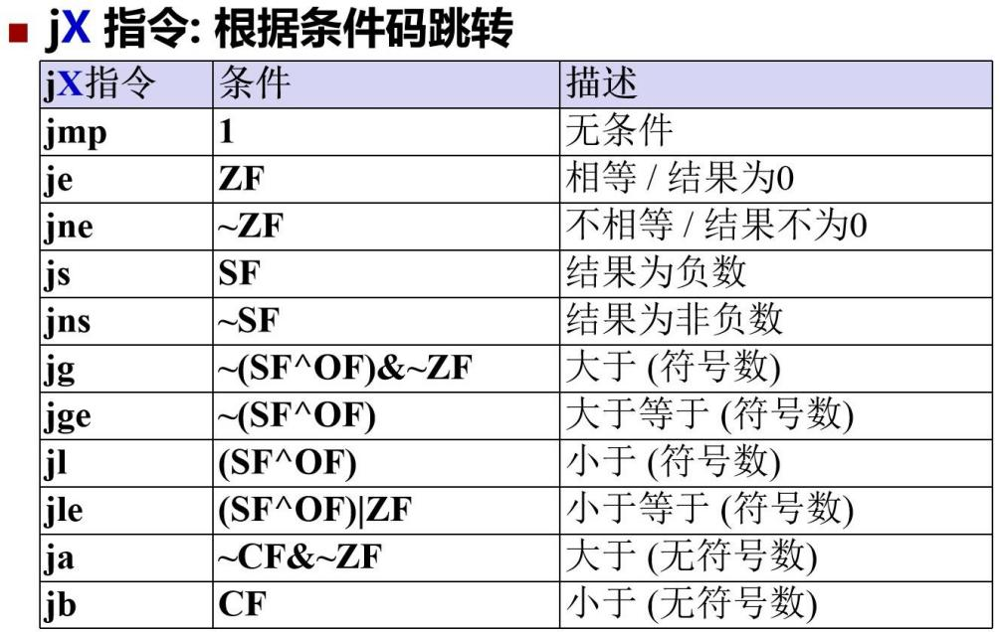 ■ jX 指令: 根据条件码跳转
jX指令 条件 描述
jmp 1 无条件
je ZF 相等 / 结果为0
jne ~ZF 不相等 / 结果不为0
js SF 结果为负数
jns ~SF 结果为非负数
jg ~(SF^OF)&~ZF 大于 (符号数)
jge ~(SF^OF) 大于等于 (符号数)
jl (SF^OF) 小于 (符号数)
jle (SF^OF)|ZF 小于等于 (符号数)
ja ~CF&~ZF 大于 (无符号数)
jb CF 小于 (无符号数)